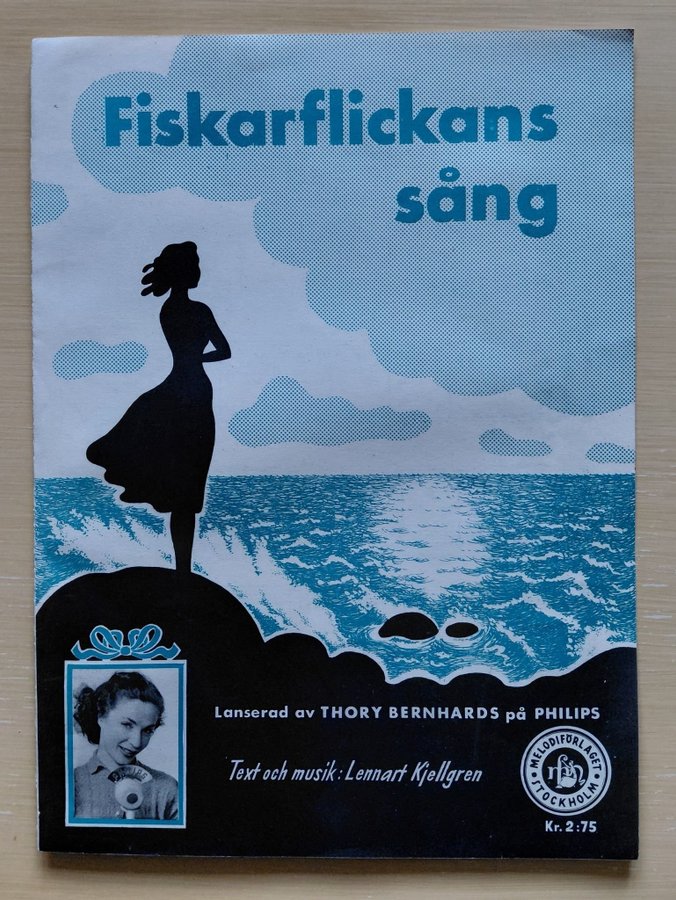 Fiskarflickans
sång
Lanserad av THORY BERNHARDS på PHILIPS
Text och musik: Lennart Kjellgren
MELODIFÖRLAGET
STOCKHOLM
Kr. 2:75